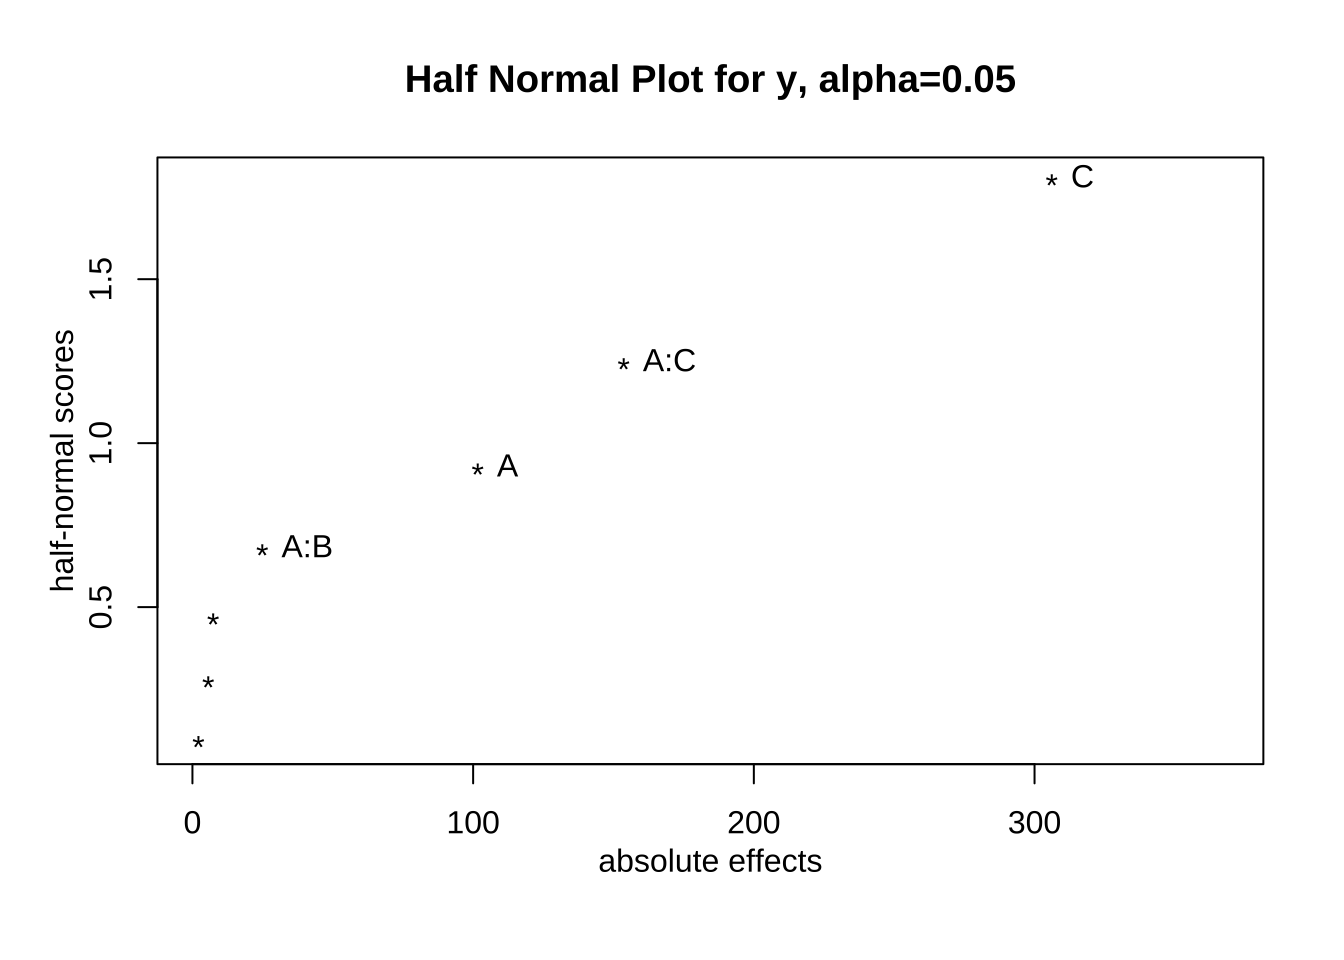 Half Normal Plot for y, alpha=0.05
* C
1.5
* A:C
1.0
* A
half-normal scores
* A:B
0.5
*
*
*
0 100 200 300
absolute effects